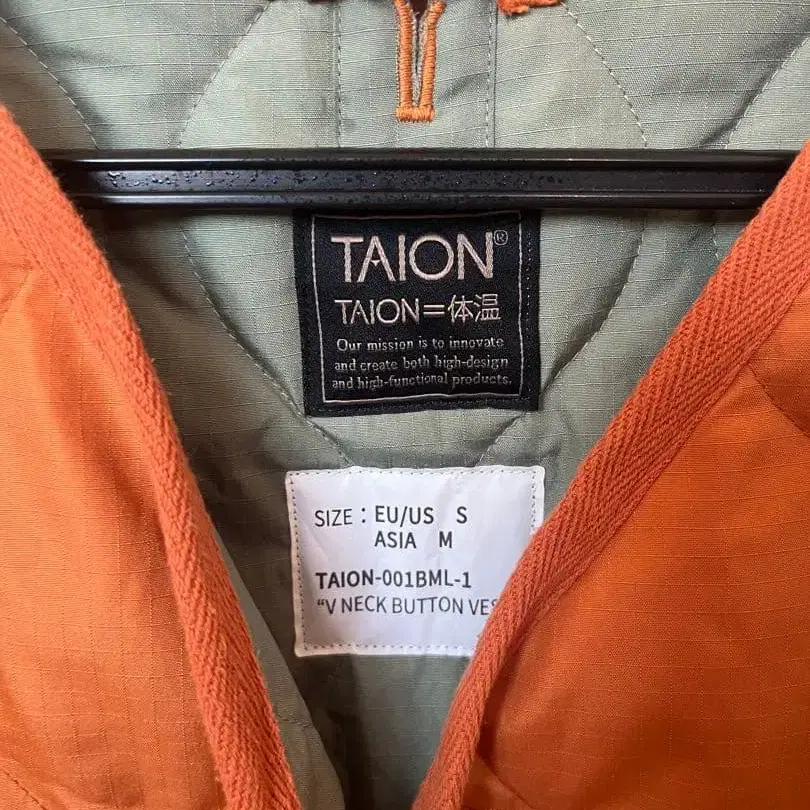 TAION®
TAION=体温
Our mission is to innovate
and create both high-design
and high-functional products.
SIZE : EU/US S
ASIA M
TAION-001BML-1
"V NECK BUTTON